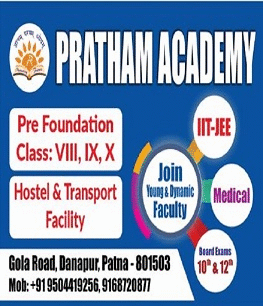 PRATHAM ACADEMY
Pre Foundation
Class: VIII, IX, X
Hostel & Transport
Facility
Join
Young & Dynamic
Faculty
IIT-JEE
Medical
Board Exams
10th & 12th
Gola Road, Danapur, Patna - 801503
Mob: +91 9504419256, 9168720877